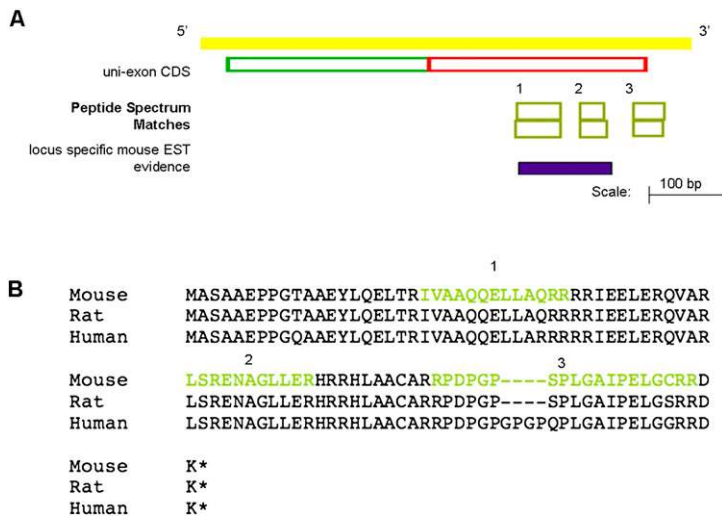 A
5' 3'
uni-exon CDS
1 2 3
Peptide Spectrum
Matches
locus specific mouse EST
evidence
Scale: 100 bp
B
1
Mouse MASAAEPPGTAAEYLQELTRIVAAQQELLAQRRRRIEELERQVAR
Rat MASAAEPPGTAAEYLQELTRIVAAQQELLAQRRRRIEELERQVAR
Human MASAAEPPGQAAEYLQELTRIVAAQQELLARRRRRIEELERQVAR
2 3
Mouse LSRENAGLLERHRRHLAACARRPDPGP----SPLGAIPELGCRRD
Rat LSRENAGLLERHRRHLAACARRPDPGP----SPLGAIPELGSRRD
Human LSRENAGLLERHRRHLAACARRPDPGPGPGPQPLGAIPELGGRRD
Mouse K*
Rat K*
Human K*